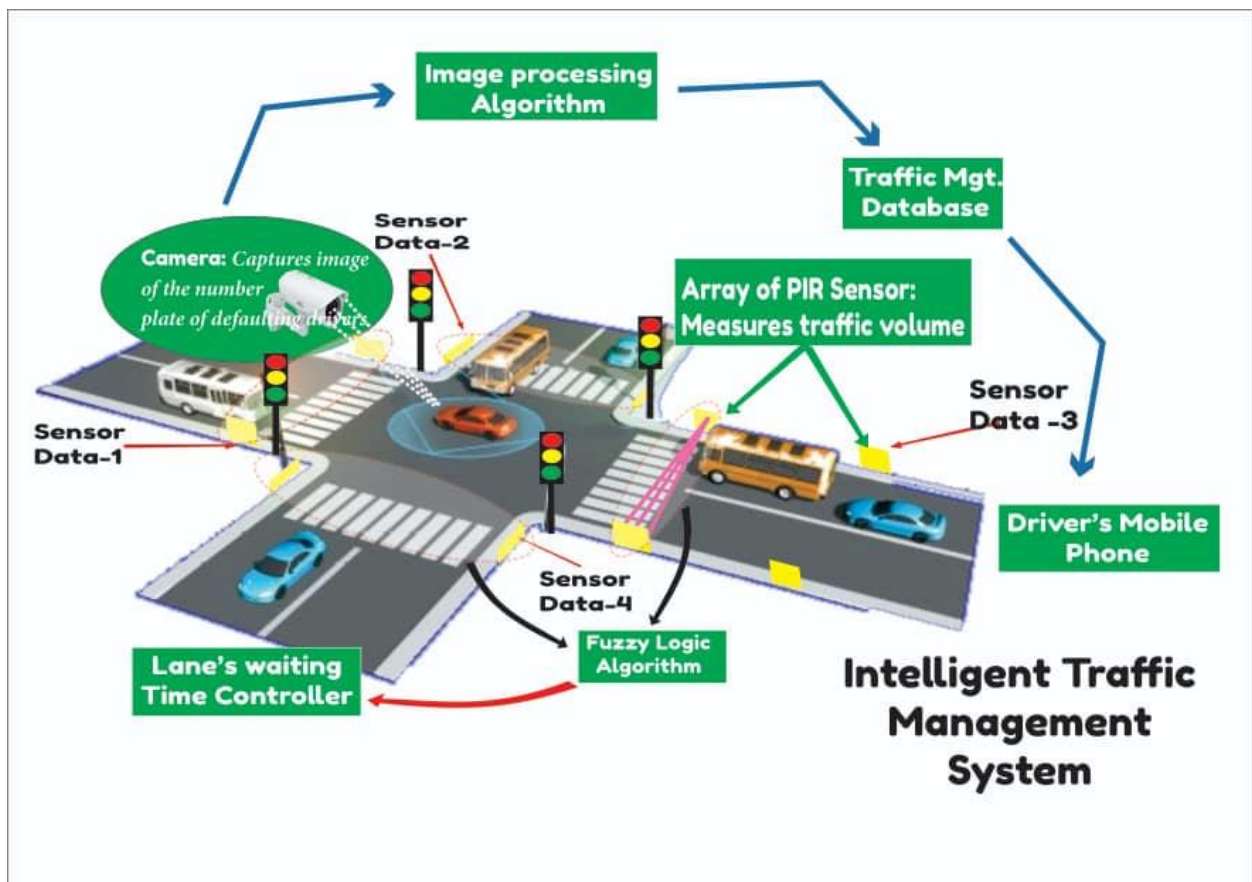 Image processing
Algorithm
Traffic Mgt.
Database
Sensor
Data-2
Camera: Captures image
of the number
plate of defaulting drivers
Array of PIR Sensor:
Measures traffic volume
Sensor
Data -3
Sensor
Data-1
Driver's Mobile
Phone
Sensor
Data-4
Fuzzy Logic
Algorithm
Lane's waiting
Time Controller
Intelligent Traffic
Management
System